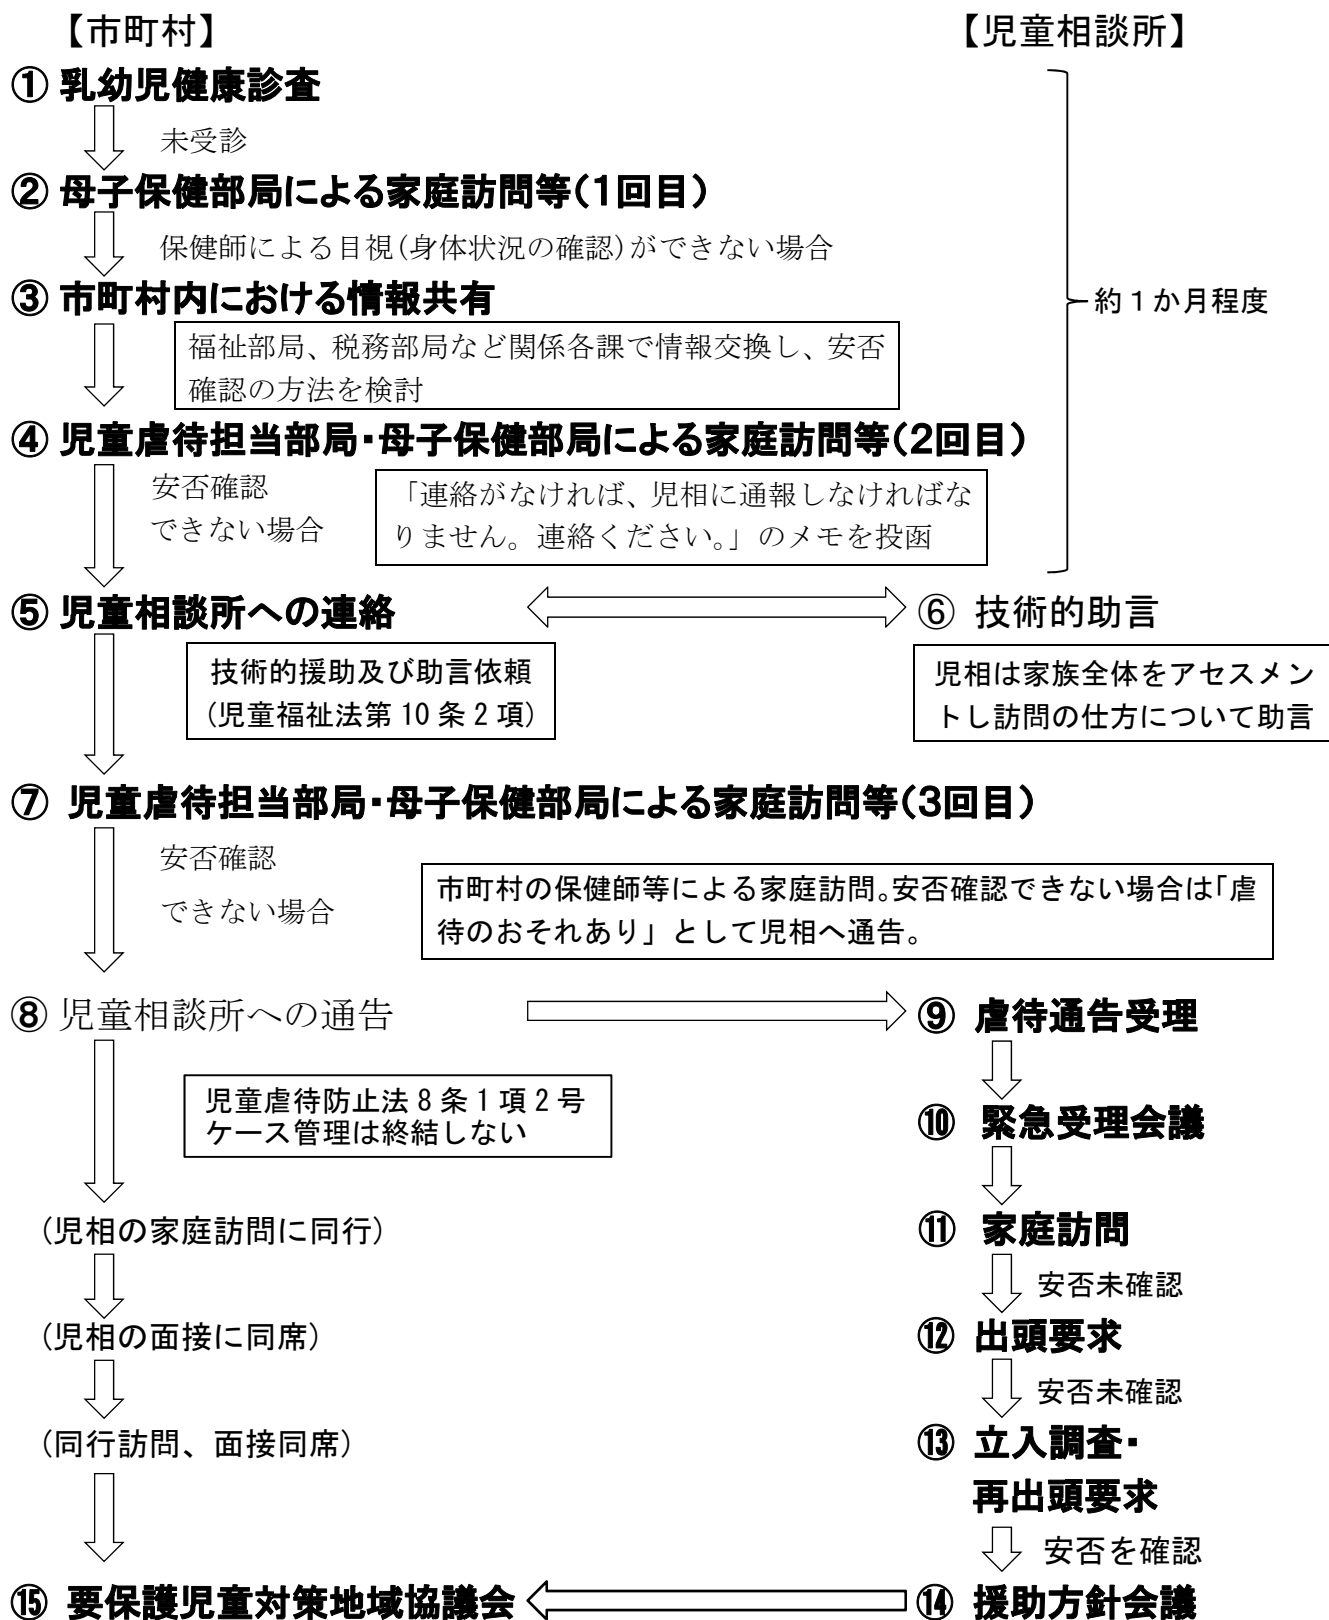 【市町村】
【児童相談所】
① 乳幼児健康診査
未受診
② 母子保健部局による家庭訪問等(1回目)
保健師による目視(身体状況の確認)ができない場合
③ 市町村内における情報共有
約1か月程度
福祉部局、税務部局など関係各課で情報交換し、安否
確認の方法を検討
④ 児童虐待担当部局・母子保健部局による家庭訪問等(2回目)
安否確認
できない場合
「連絡がなければ、児相に通報しなければな
りません。連絡ください。」のメモを投函
⑤ 児童相談所への連絡
⑥ 技術的助言
技術的援助及び助言依頼
(児童福祉法第10条2項)
児相は家族全体をアセスメン
トし訪問の仕方について助言
⑦ 児童虐待担当部局・母子保健部局による家庭訪問等(3回目)
安否確認
できない場合
市町村の保健師等による家庭訪問。安否確認できない場合は「虐
待のおそれあり」として児相へ通告。
⑧ 児童相談所への通告
⑨ 虐待通告受理
児童虐待防止法8条1項2号
ケース管理は終結しない
⑩ 緊急受理会議
(児相の家庭訪問に同行)
⑪ 家庭訪問
安否未確認
(児相の面接に同席)
⑫ 出頭要求
安否未確認
(同行訪問、面接同席)
⑬ 立入調査・
再出頭要求
安否を確認
⑮ 要保護児童対策地域協議会
⑭ 援助方針会議